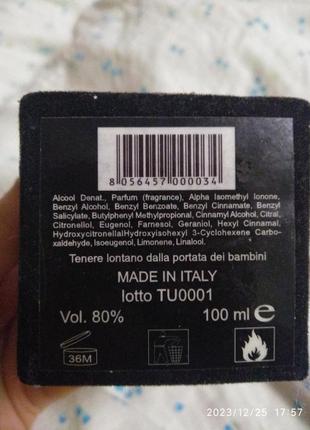 8 056457 000034
Alcool Denat., Parfum (fragrance), Alpha Isomethyl Ionone,
Benzyl Alcohol, Benzyl Benzoate, Benzyl Cinnamate, Benzyl
Salicylate, Butylphenyl Methylpropional, Cinnamyl Alcohol, Citral,
Citronellol, Eugenol, Farnesol, Geraniol, Hexyl Cinnamal.
HydroxycitronellalHydroxyisohexyl 3-Cyclohexene Carbo-
xaldehyde, Isoeugenol, Limonene, Linalool.
Tenere lontano dalla portata dei bambini
MADE IN ITALY
lotto TU0001
Vol. 80% 100 ml e
36M
2023/12/25 17:57